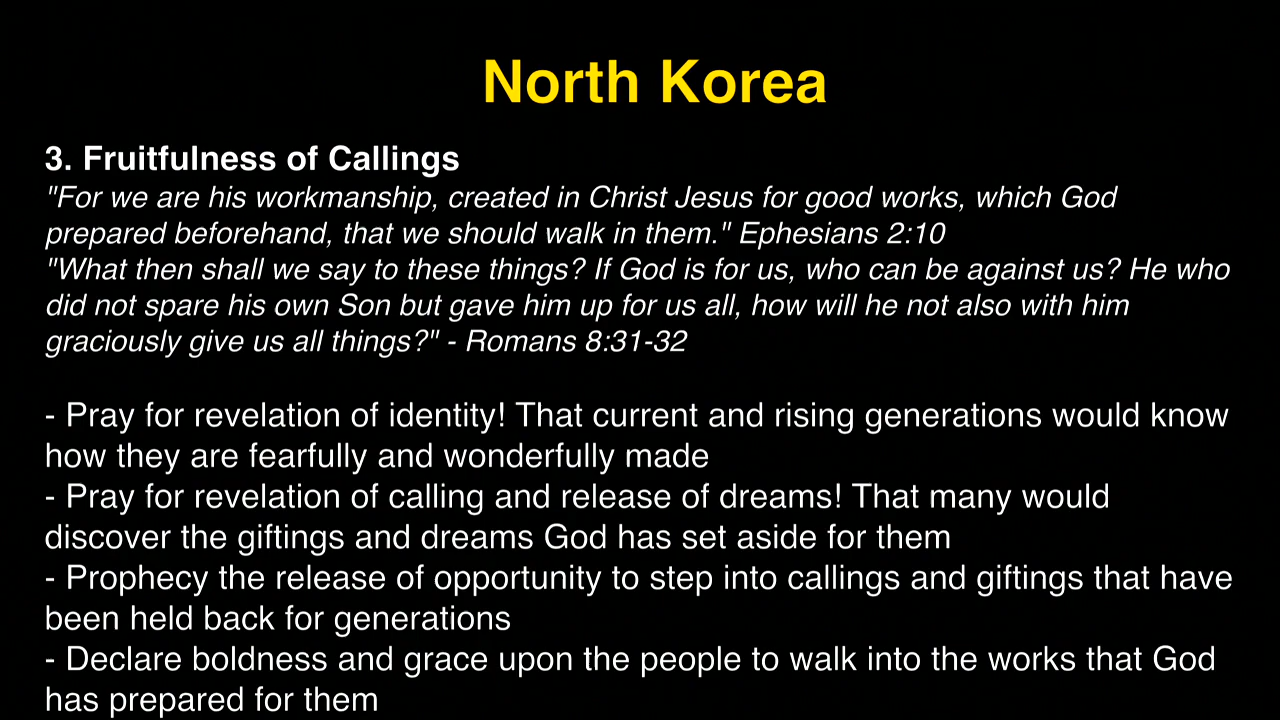 North Korea
3. Fruitfulness of Callings
"For we are his workmanship, created in Christ Jesus for good works, which God
prepared beforehand, that we should walk in them." Ephesians 2:10
"What then shall we say to these things? If God is for us, who can be against us? He who
did not spare his own Son but gave him up for us all, how will he not also with him
graciously give us all things?" - Romans 8:31-32
- Pray for revelation of identity! That current and rising generations would know
how they are fearfully and wonderfully made
- Pray for revelation of calling and release of dreams! That many would
discover the giftings and dreams God has set aside for them
- Prophecy the release of opportunity to step into callings and giftings that have
been held back for generations
- Declare boldness and grace upon the people to walk into the works that God
has prepared for them